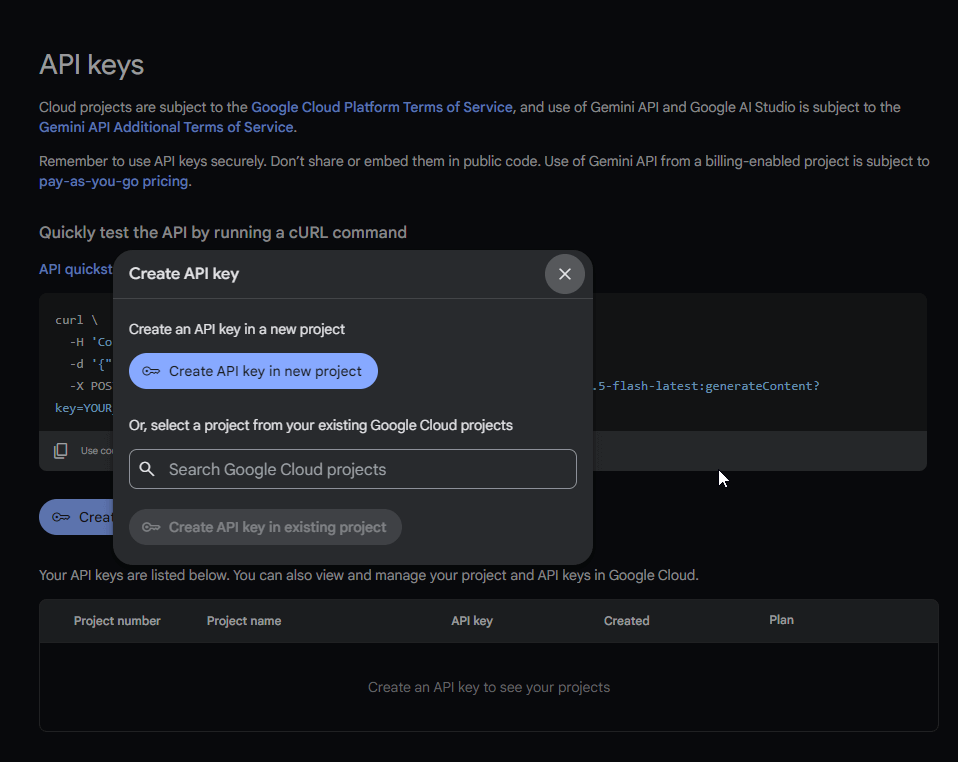 API keys
Cloud projects are subject to the Google Cloud Platform Terms of Service, and use of Gemini API and Google AI Studio is subject to the
Gemini API Additional Terms of Service.
Remember to use API keys securely. Don’t share or embed them in public code. Use of Gemini API from a billing-enabled project is subject to
pay-as-you-go pricing.
Quickly test the API by running a cURL command
API quickst
Create API key
curl \
-H 'Co
Create an API key in a new project
-d '{"
Create API key in new project
-X POS
.5-flash-latest:generateContent?
key=YOUR_
Or, select a project from your existing Google Cloud projects
Use co
Search Google Cloud projects
Creat
Create API key in existing project
Your API keys are listed below. You can also view and manage your project and API keys in Google Cloud.
Project number Project name API key Created Plan
Create an API key to see your projects